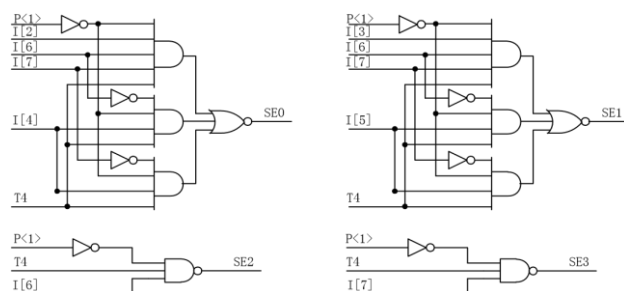 P<1>
I[2]
I[6]
I[7]
I[4]
T4
SE0
P<1>
I[3]
I[6]
I[7]
I[5]
T4
SE1
P<1>
T4
I[6]
SE2
P<1>
T4
I[7]
SE3